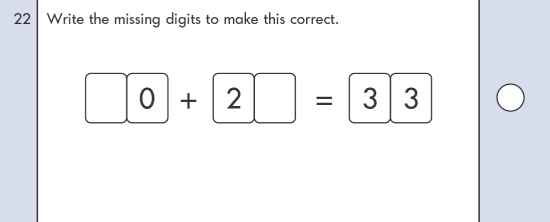 22 Write the missing digits to make this correct.
0 + 2 = 3 3